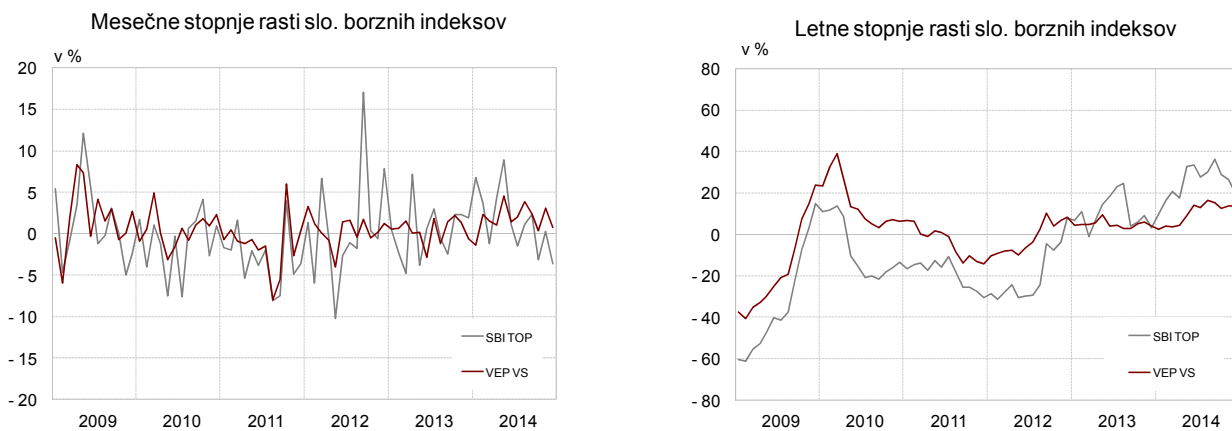 Mesečne stopnje rasti slo. borznih indeksov
v %
20
15
10
5
0
- 5
- 10
- 15
- 20
SBI TOP
VEP VS
2009 2010 2011 2012 2013 2014
Letne stopnje rasti slo. borznih indeksov
v %
80
60
40
20
0
- 20
- 40
- 60
- 80
SBI TOP
VEP VS
2009 2010 2011 2012 2013 2014